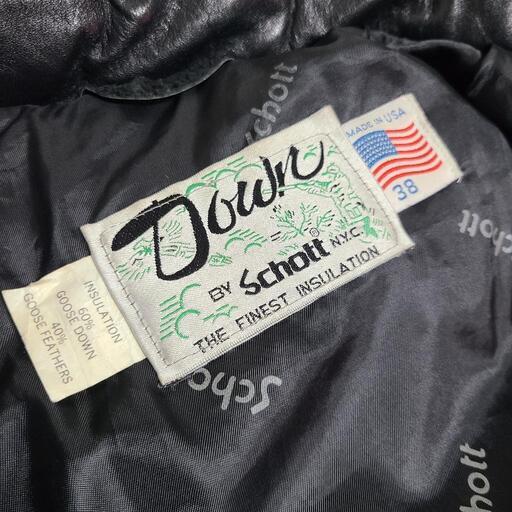 Schott
MADE IN USA
38
Down
BY Schott® N.Y.C.
THE FINEST INSULATION
INSULATION
60%
GOOSE DOWN
40%
GOOSE FEATHERS
Schott
Schott
Schott
Schott